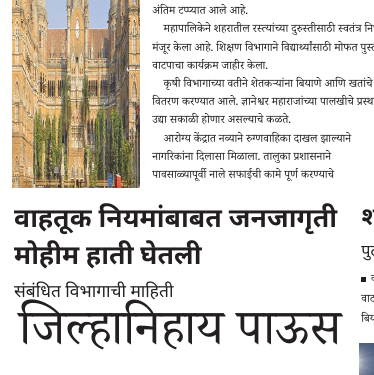 अंतिम टप्प्यात आले आहे.
महापालिकेने शहरातील रस्त्यांच्या दुरुस्तीसाठी स्वतंत्र
मंजूर केला आहे. शिक्षण विभागाने विद्यार्थ्यांसाठी मोफत
वाटपाचा कार्यक्रम जाहीर केला.
कृषी विभागाच्या वतीने शेतकऱ्यांना बियाणे आणि खतांचे
वितरण करण्यात आले. ज्ञानेश्वर महाराजांच्या पालखीचे
उद्या सकाळी होणार असल्याचे कळते.
आरोग्य केंद्रात नव्याने रुग्णवाहिका दाखल झाल्याने
नागरिकांना दिलासा मिळाला. तालुका प्रशासनाने
पावसाळ्यापूर्वी नाले सफाईची कामे पूर्ण करण्याचे
वाहतूक नियमांबाबत जनजागृती
मोहीम हाती घेतली
संबंधित विभागाची माहिती
जिल्हानिहाय पाऊस